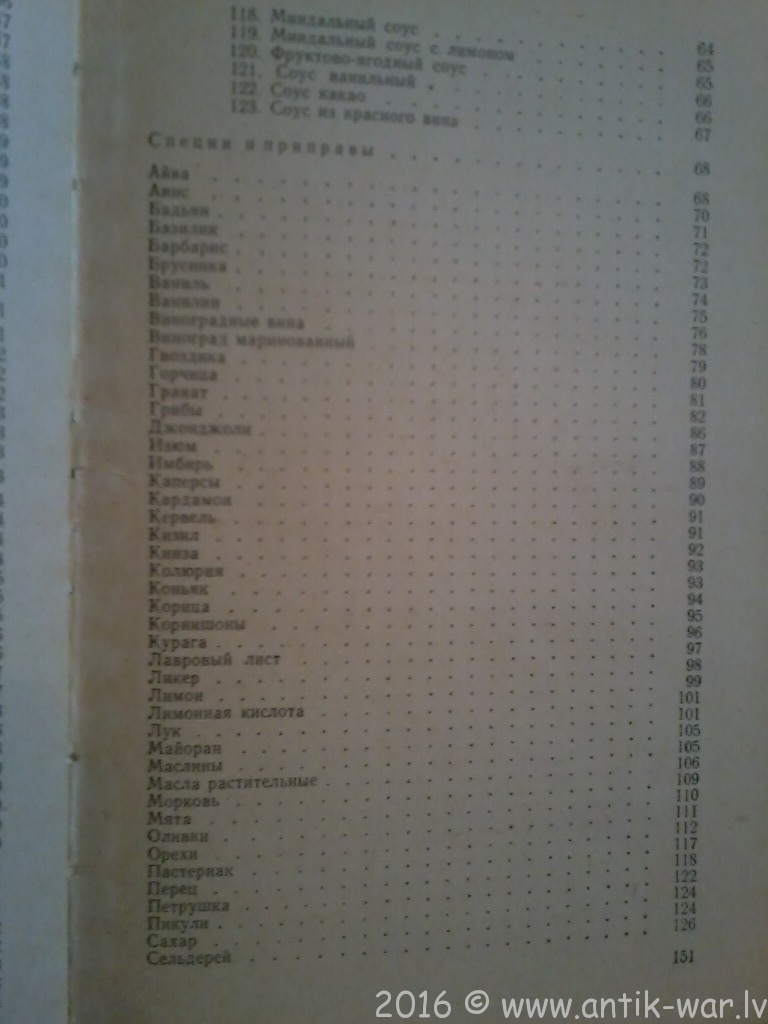 118. Миндальный соус 64
119. Миндальный соус с лимоном 65
120. Фруктово-ягодный соус 65
121. Соус ванильный 66
122. Соус какао 66
123. Соус из красного вина 67
Специи и приправы 68
Айва 68
Анис 70
Бадьян 71
Базилик 72
Барбарис 72
Брусника 73
Ваниль 74
Ванилин 75
Виноградные вина 76
Виноград маринованный 78
Гвоздика 79
Горчица 80
Гранат 81
Грибы 82
Джонджоли 86
Изюм 87
Имбирь 88
Каперсы 89
Кардамон 90
Кервель 91
Кизил 91
Кинза 92
Колюрия 93
Коньяк 93
Корица 94
Корнишоны 95
Курага 96
Лавровый лист 97
Ликер 98
Лимон 99
Лимонная кислота 101
Лук 101
Майоран 105
Маслины 105
Масла растительные 106
Морковь 109
Мята 110
Оливки 111
Орехи 112
Пастернак 117
Перец 118
Петрушка 122
Пикули 124
Сахар 124
Сельдерей 126
151
2016 © www.antik-war.lv